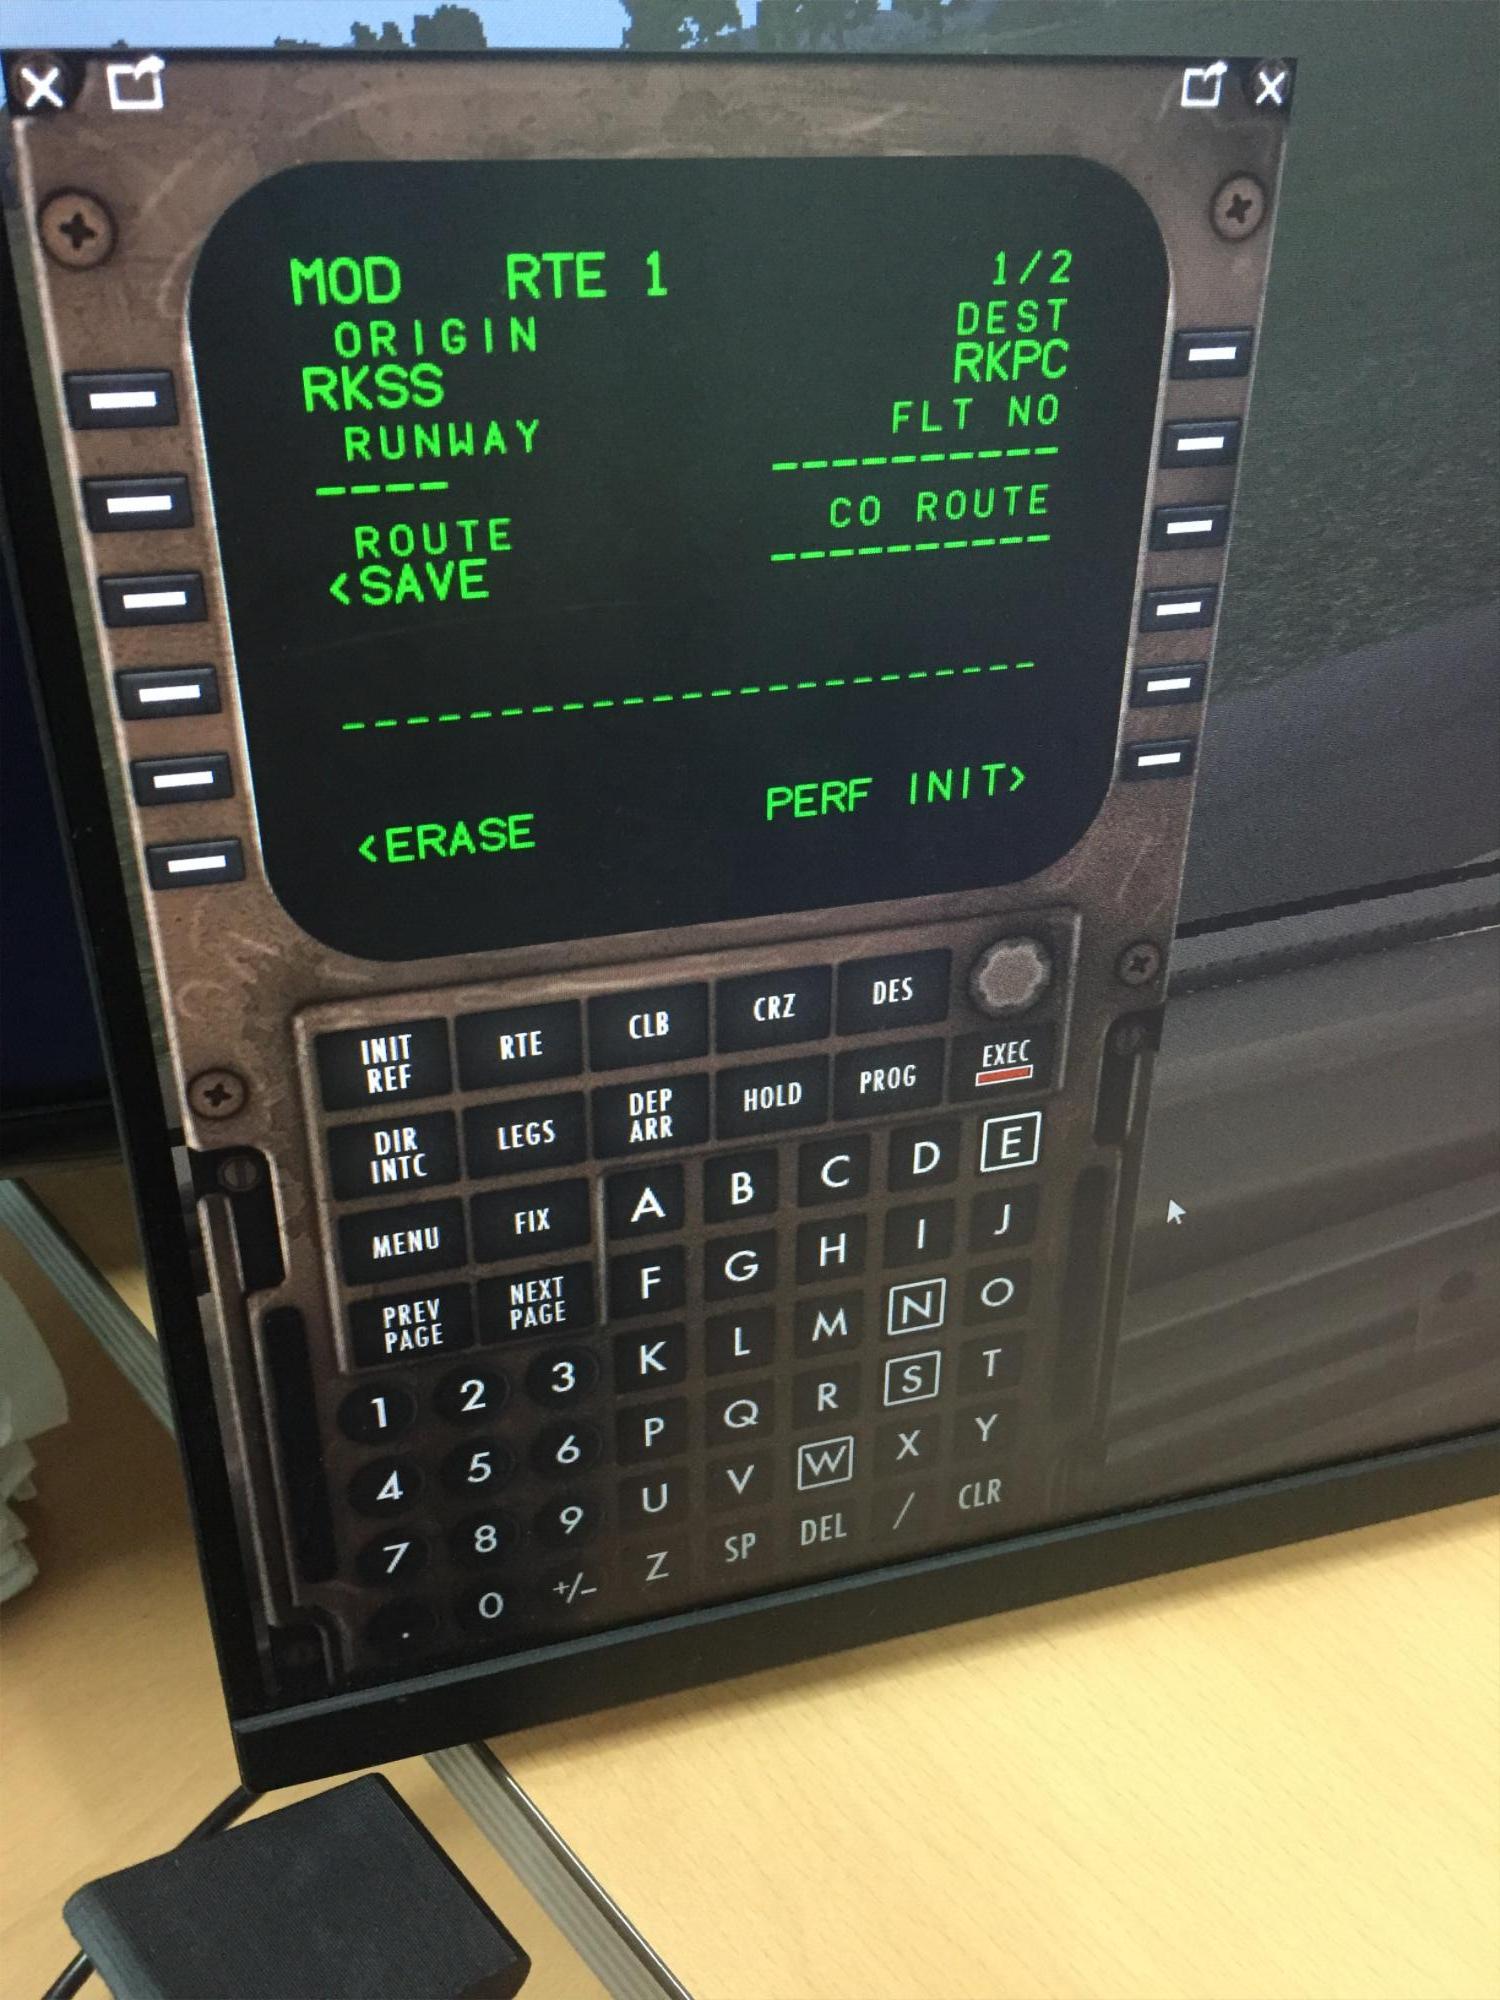 MOD RTE 1 1/2
ORIGIN DEST
RKSS RKPC
RUNWAY FLT NO
---- ----------
ROUTE CO ROUTE
<SAVE ----------
-----------------------
<ERASE PERF INIT>
INIT REF RTE CLB CRZ DES
DIR INTC LEGS DEP ARR HOLD PROG EXEC
MENU FIX
PREV PAGE NEXT PAGE
A B C D E
F G H I J
K L M N O
P Q R S T
U V W X Y
Z SP DEL / CLR
1 2 3
4 5 6
7 8 9
. 0 +/-